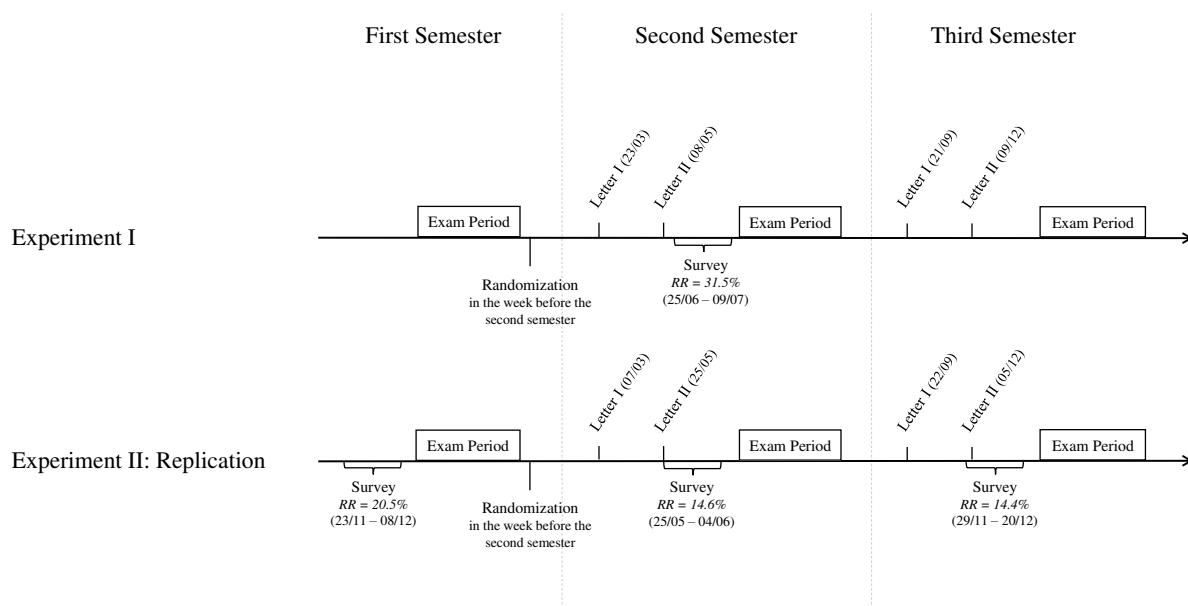 First Semester
Second Semester
Third Semester
Experiment I
Exam Period
Randomization
in the week before the
second semester
Letter I (23/03)
Letter II (08/05)
Survey
RR = 31.5%
(25/06 – 09/07)
Exam Period
Letter I (21/09)
Letter II (09/12)
Exam Period
Experiment II: Replication
Survey
RR = 20.5%
(23/11 – 08/12)
Exam Period
Randomization
in the week before the
second semester
Letter I (07/03)
Letter II (25/05)
Survey
RR = 14.6%
(25/05 – 04/06)
Exam Period
Letter I (22/09)
Letter II (05/12)
Survey
RR = 14.4%
(29/11 – 20/12)
Exam Period